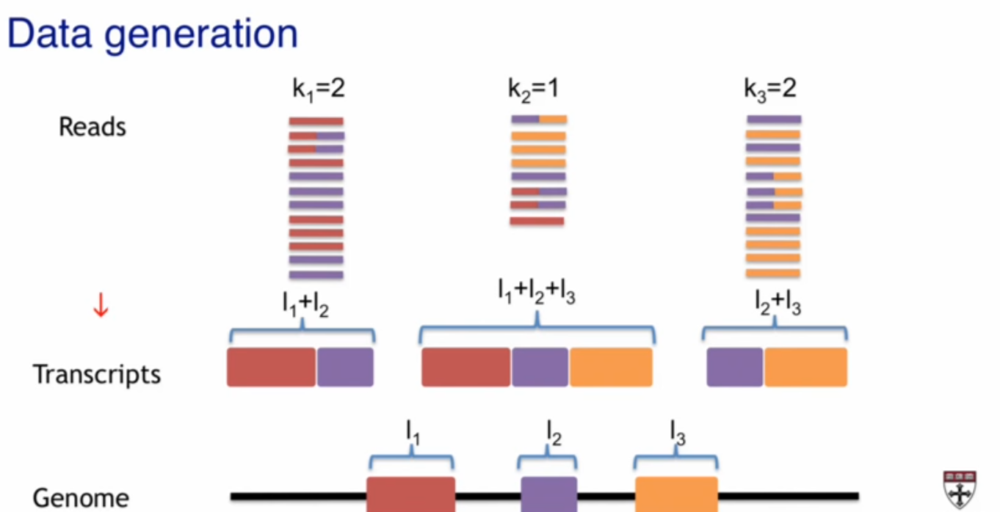 Data generation
k₁=2 k₂=1 k₃=2
Reads
l₁+l₂ l₁+l₂+l₃ l₂+l₃
Transcripts
l₁ l₂ l₃
Genome